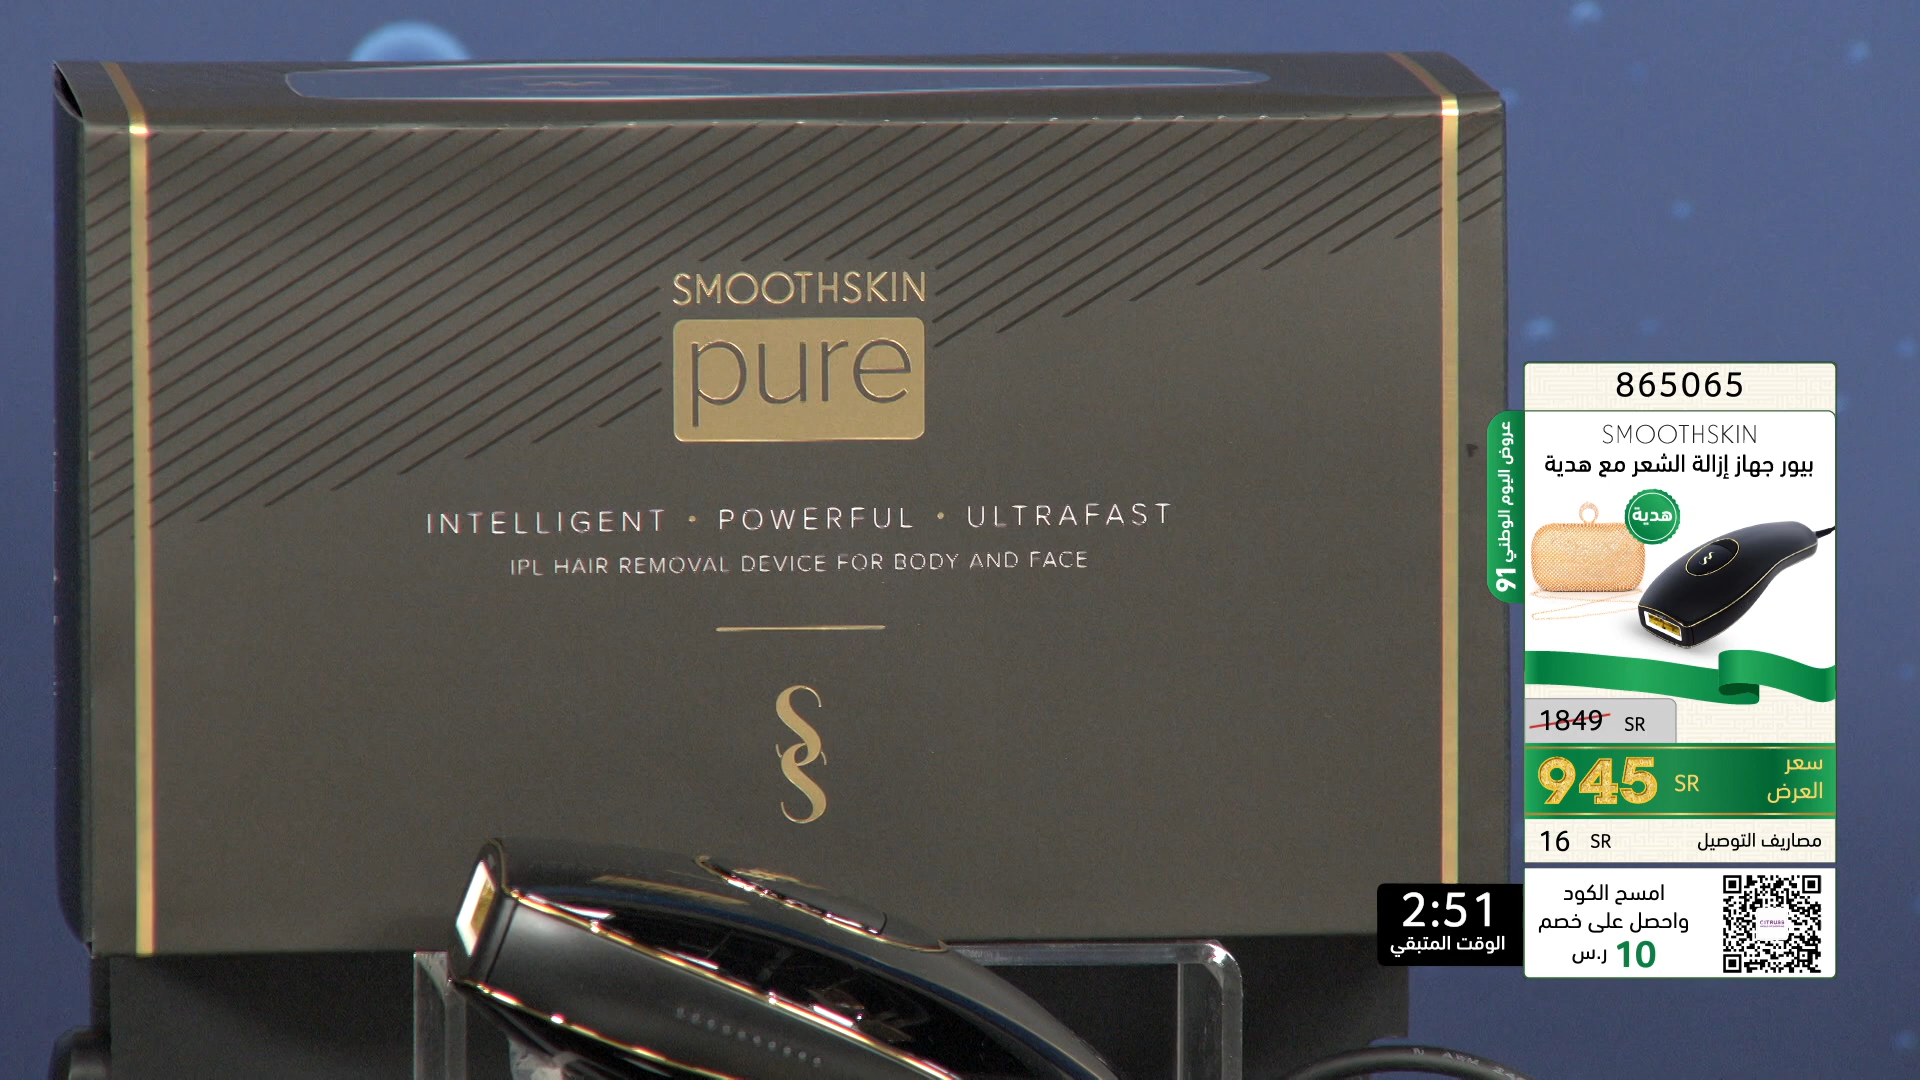 SMOOTHSKIN
pure
INTELLIGENT • POWERFUL • ULTRAFAST
IPL HAIR REMOVAL DEVICE FOR BODY AND FACE
865065
عروض اليوم الوطني 91
SMOOTHSKIN
بيور جهاز إزالة الشعر مع هدية
هدية
1849 SR
945 SR
سعر
العرض
16 SR
مصاريف التوصيل
2:51
الوقت المتبقي
امسح الكود
واحصل على خصم
10 ر.س
CITRUSS